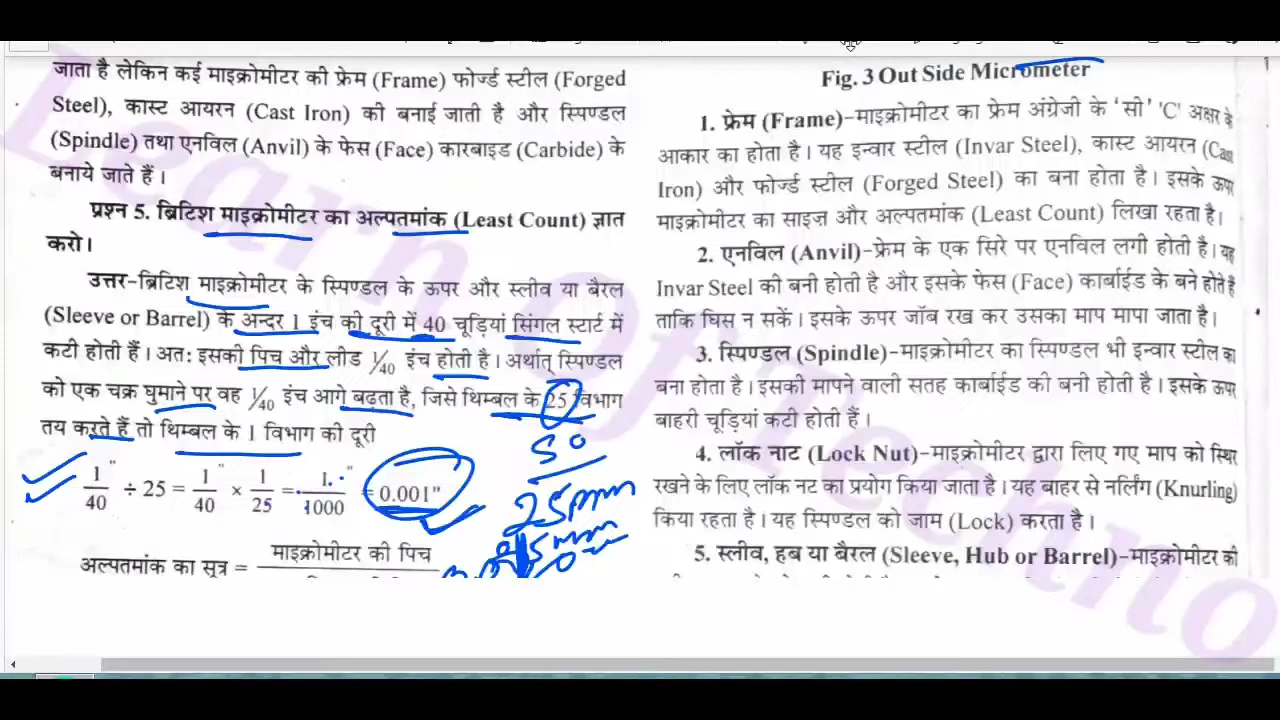 जाता है लेकिन कई माइक्रोमीटर की फ्रेम (Frame) फोर्ज्ड स्टील (Forged
Steel), कास्ट आयरन (Cast Iron) की बनाई जाती है और स्पिण्डल
(Spindle) तथा एनविल (Anvil) के फेस (Face) कारबाइड (Carbide) के
बनाये जाते हैं।
प्रश्न 5. ब्रिटिश माइक्रोमीटर का अल्पतमांक (Least Count) ज्ञात
करो।
उत्तर-ब्रिटिश माइक्रोमीटर के स्पिण्डल के ऊपर और स्लीव या बैरल
(Sleeve or Barrel) के अन्दर 1 इंच की दूरी में 40 चूड़ियां सिंगल स्टार्ट में
कटी होती हैं। अतः इसकी पिच और लीड 1/40 इंच होती है। अर्थात् स्पिण्डल
को एक चक्र घुमाने पर वह 1/40 इंच आगे बढ़ता है, जिसे थिम्बल के 25 विभाग
तय करते हैं तो थिम्बल के 1 विभाग की दूरी
50
1"/40 ÷ 25 = 1"/40 × 1/25 = 1"/1000 = 0.001"
25mm
अल्पतमांक का सूत्र = माइक्रोमीटर की पिच
Fig. 3 Out Side Micrometer
1. फ्रेम (Frame)-माइक्रोमीटर का फ्रेम अंग्रेजी के 'सी' 'C' अक्षर के
आकार का होता है। यह इन्वार स्टील (Invar Steel), कास्ट आयरन (Cast
Iron) और फोर्ज्ड स्टील (Forged Steel) का बना होता है। इसके ऊपर
माइक्रोमीटर का साइज़ और अल्पतमांक (Least Count) लिखा रहता है।
2. एनविल (Anvil)-फ्रेम के एक सिरे पर एनविल लगी होती है। यह
Invar Steel की बनी होती है और इसके फेस (Face) कार्बाईड के बने होते हैं
ताकि घिस न सकें। इसके ऊपर जॉब रख कर उसका माप मापा जाता है।
3. स्पिण्डल (Spindle)-माइक्रोमीटर का स्पिण्डल भी इन्वार स्टील का
बना होता है। इसकी मापने वाली सतह कार्बाईड की बनी होती है। इसके ऊपर
बाहरी चूड़ियां कटी होती हैं।
4. लॉक नाट (Lock Nut)-माइक्रोमीटर द्वारा लिए गए माप को स्थिर
रखने के लिए लॉक नट का प्रयोग किया जाता है। यह बाहर से नर्लिंग (Knurling)
किया रहता है। यह स्पिण्डल को जाम (Lock) करता है।
5. स्लीव, हब या बैरल (Sleeve, Hub or Barrel)-माइक्रोमीटर की
Learn Of Techno